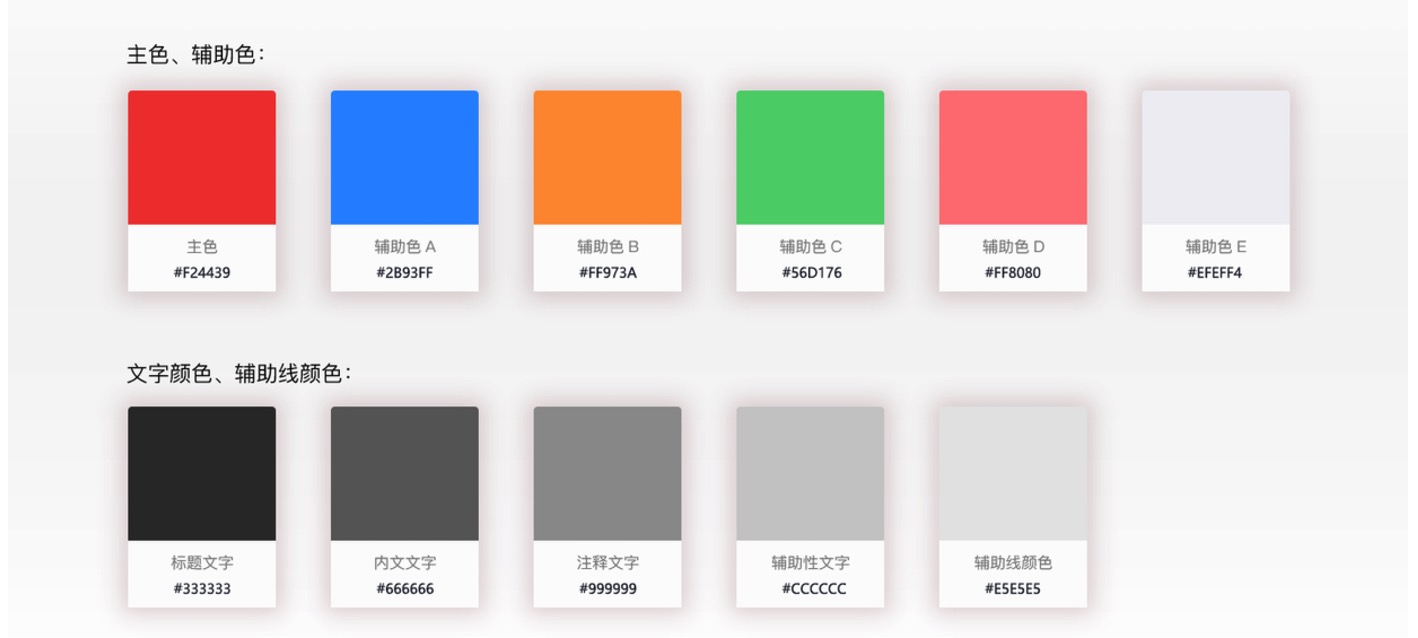 主色、辅助色：
主色
#F24439
辅助色 A
#2B93FF
辅助色 B
#FF973A
辅助色 C
#56D176
辅助色 D
#FF8080
辅助色 E
#EFEFF4
文字颜色、辅助线颜色：
标题文字
#333333
内文文字
#666666
注释文字
#999999
辅助性文字
#CCCCCC
辅助线颜色
#E5E5E5